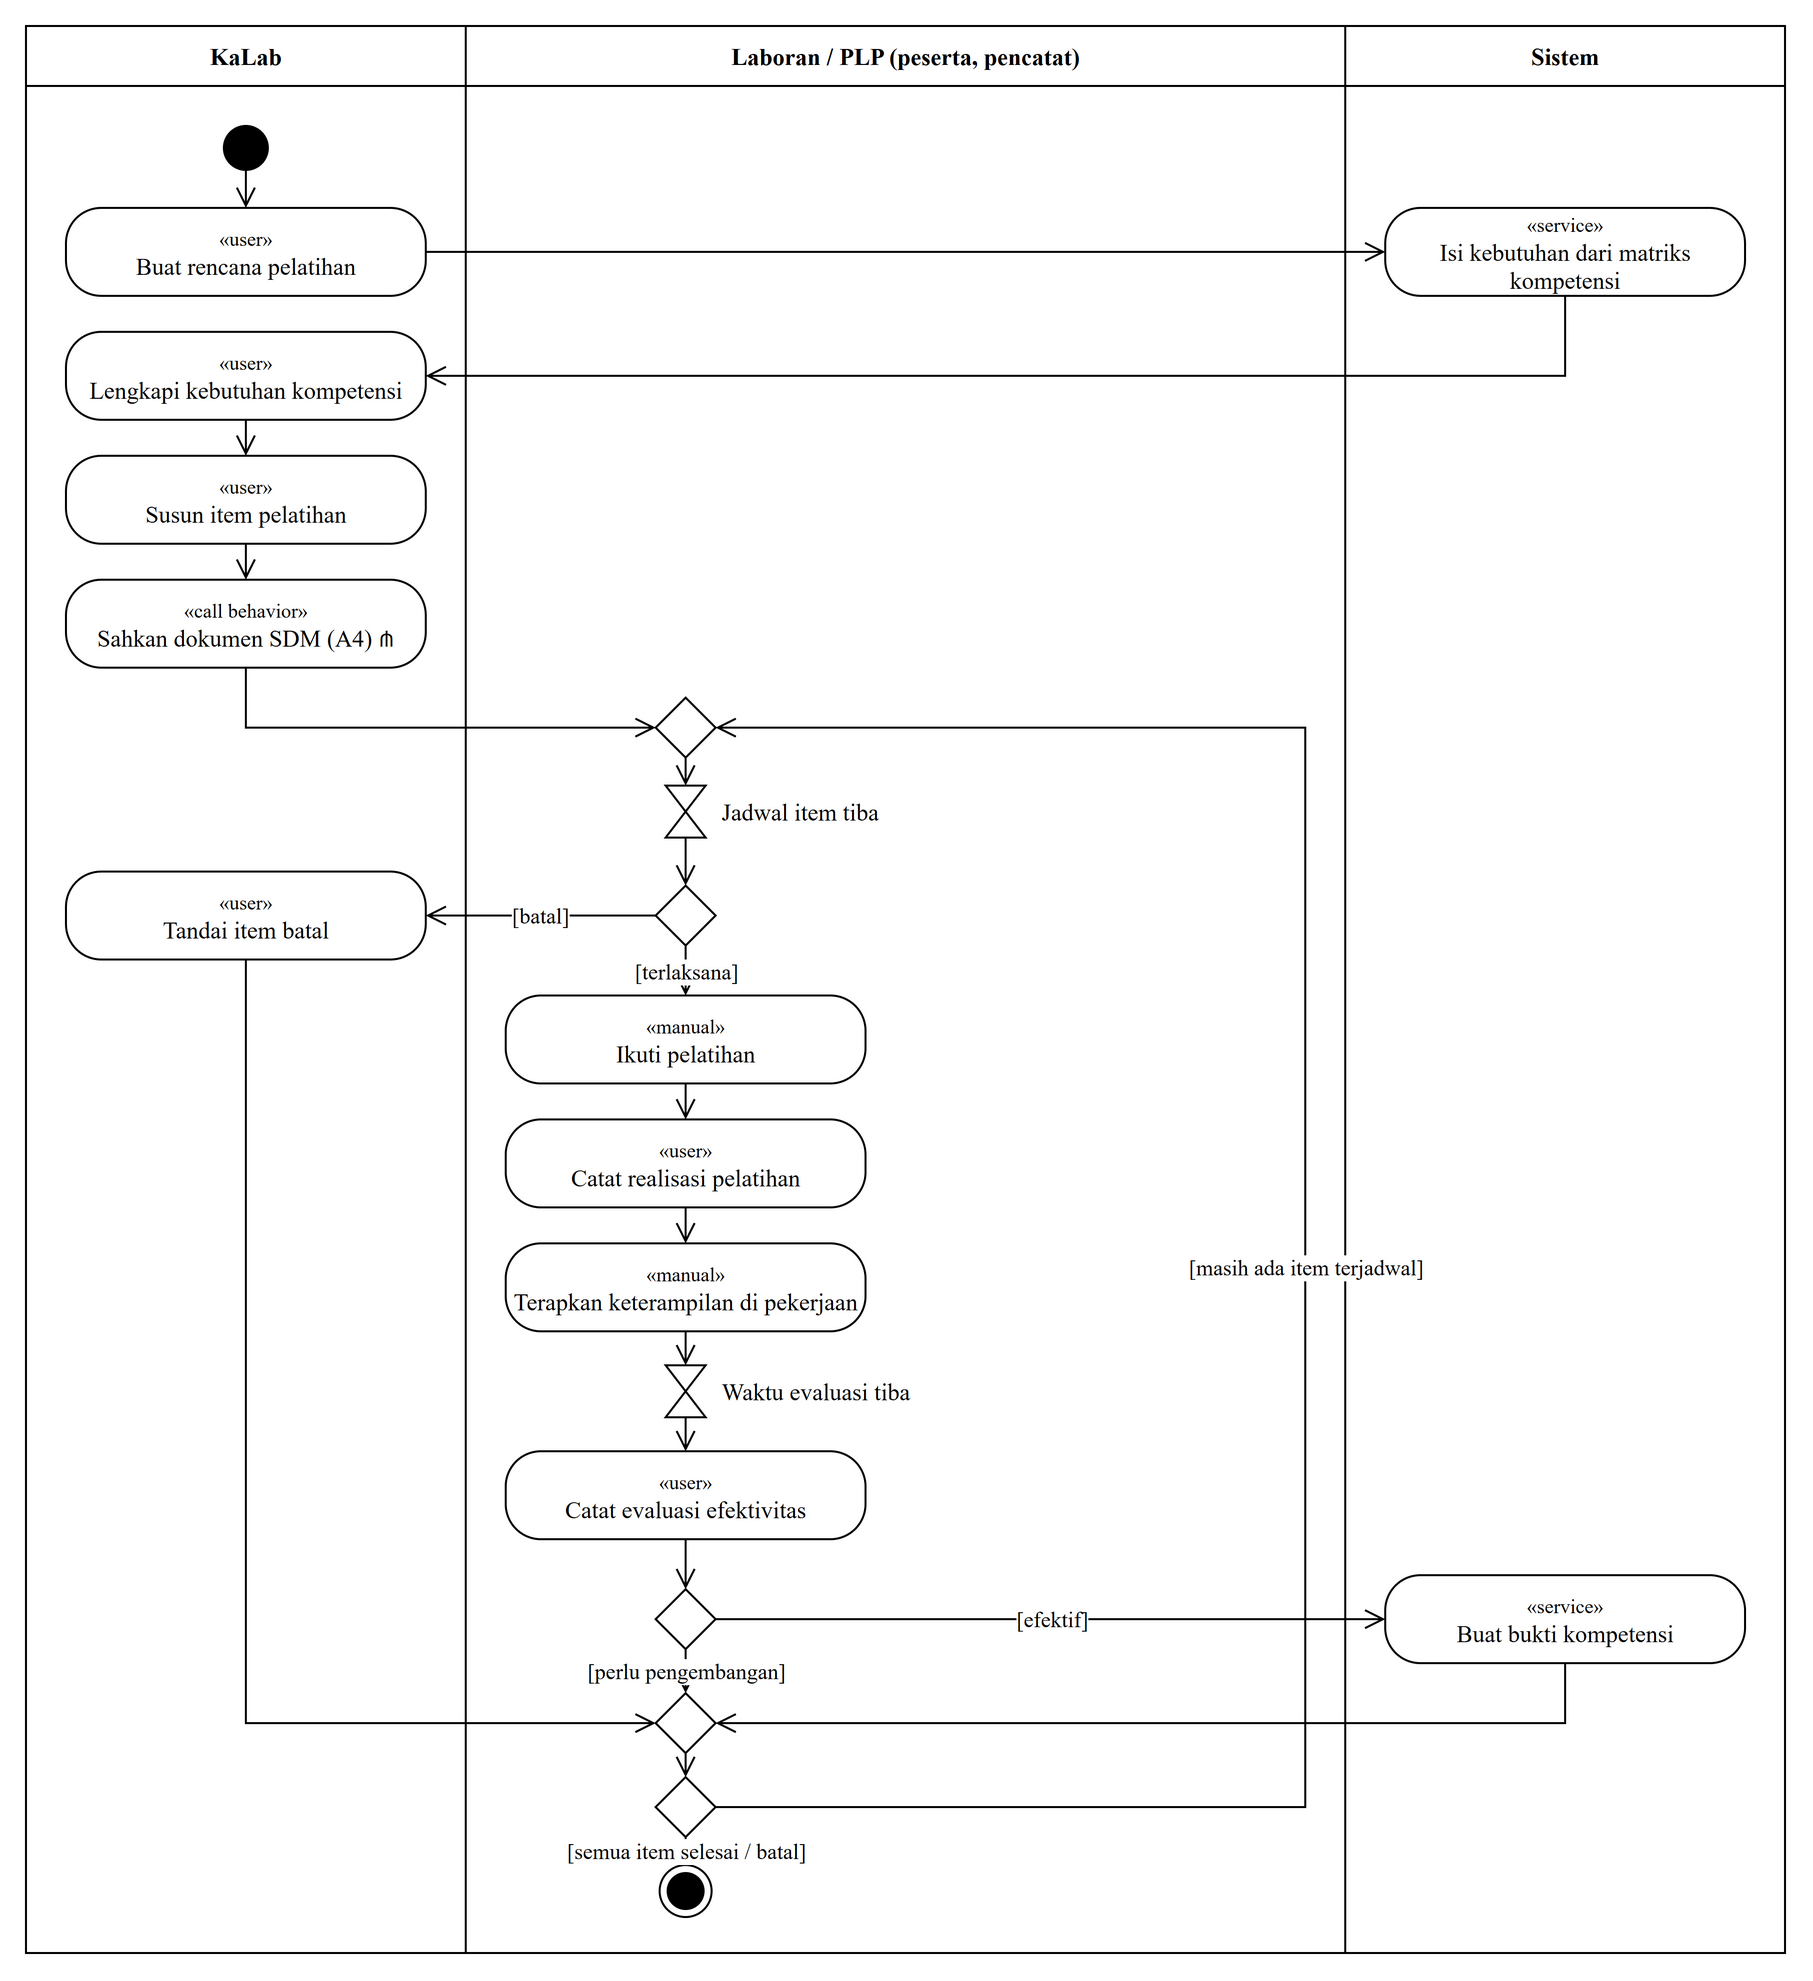 KaLab
Laboran / PLP (peserta, pencatat)
Sistem
«user»
Buat rencana pelatihan
«service»
Isi kebutuhan dari matriks
kompetensi
«user»
Lengkapi kebutuhan kompetensi
«user»
Susun item pelatihan
«call behavior»
Sahkan dokumen SDM (A4) ⋔
Jadwal item tiba
«user»
Tandai item batal
[batal]
[terlaksana]
«manual»
Ikuti pelatihan
«user»
Catat realisasi pelatihan
[masih ada item terjadwal]
«manual»
Terapkan keterampilan di pekerjaan
Waktu evaluasi tiba
«user»
Catat evaluasi efektivitas
[efektif]
«service»
Buat bukti kompetensi
[perlu pengembangan]
[semua item selesai / batal]